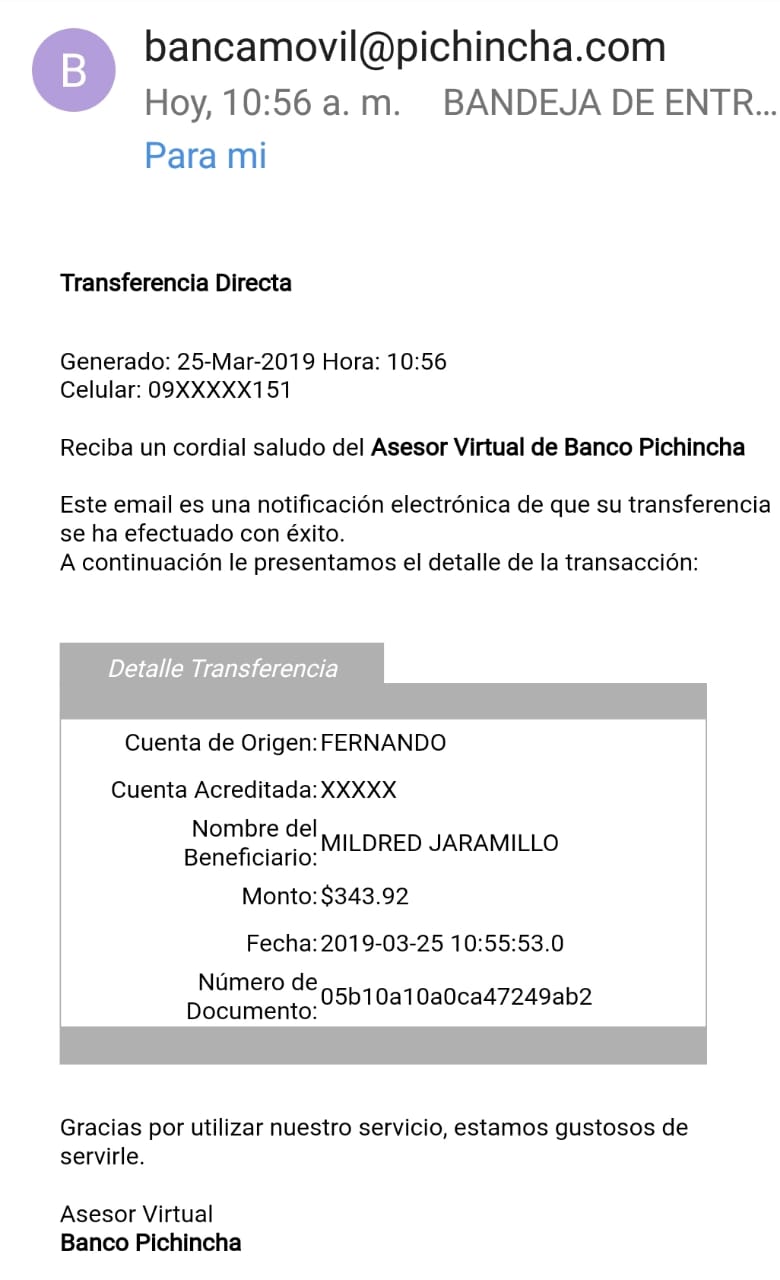 B
bancamovil@pichincha.com
Hoy, 10:56 a. m. BANDEJA DE ENTR...
Para mi
Transferencia Directa
Generado: 25-Mar-2019 Hora: 10:56
Celular: 09XXXXX151
Reciba un cordial saludo del Asesor Virtual de Banco Pichincha
Este email es una notificación electrónica de que su transferencia
se ha efectuado con éxito.
A continuación le presentamos el detalle de la transacción:
Detalle Transferencia
Cuenta de Origen: FERNANDO
Cuenta Acreditada: XXXXX
Nombre del
Beneficiario: MILDRED JARAMILLO
Monto: $343.92
Fecha: 2019-03-25 10:55:53.0
Número de
Documento: 05b10a10a0ca47249ab2
Gracias por utilizar nuestro servicio, estamos gustosos de
servirle.
Asesor Virtual
Banco Pichincha